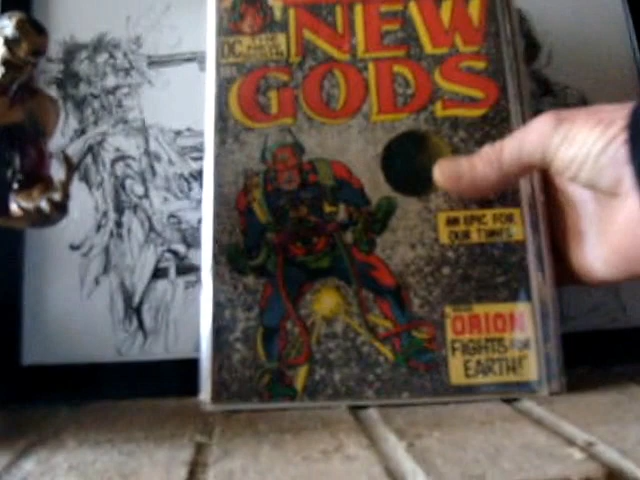 NEW
GODS
DC
AN EPIC FOR
OUR TIMES
ORION
FIGHTS FOR
EARTH!